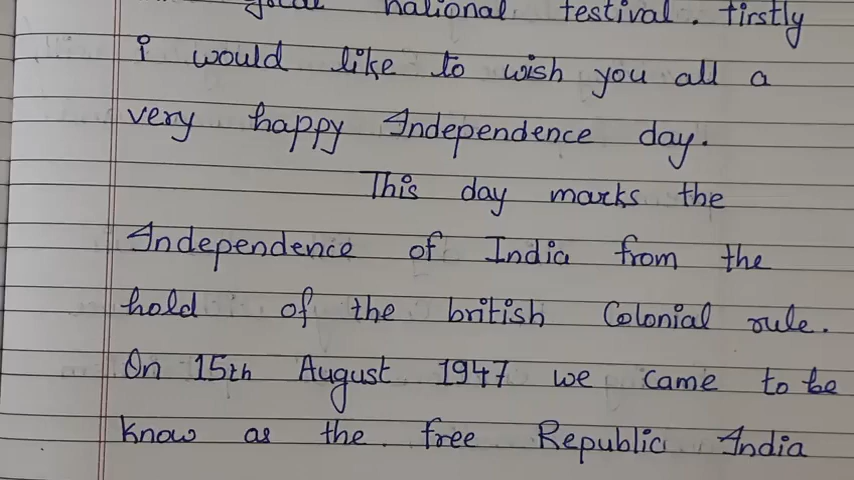 national festival. firstly
i would like to wish you all a
very happy Independence day.
This day marks the
Independence of India from the
hold of the british Colonial rule.
On 15th August 1947 we came to be
know as the free Republic India